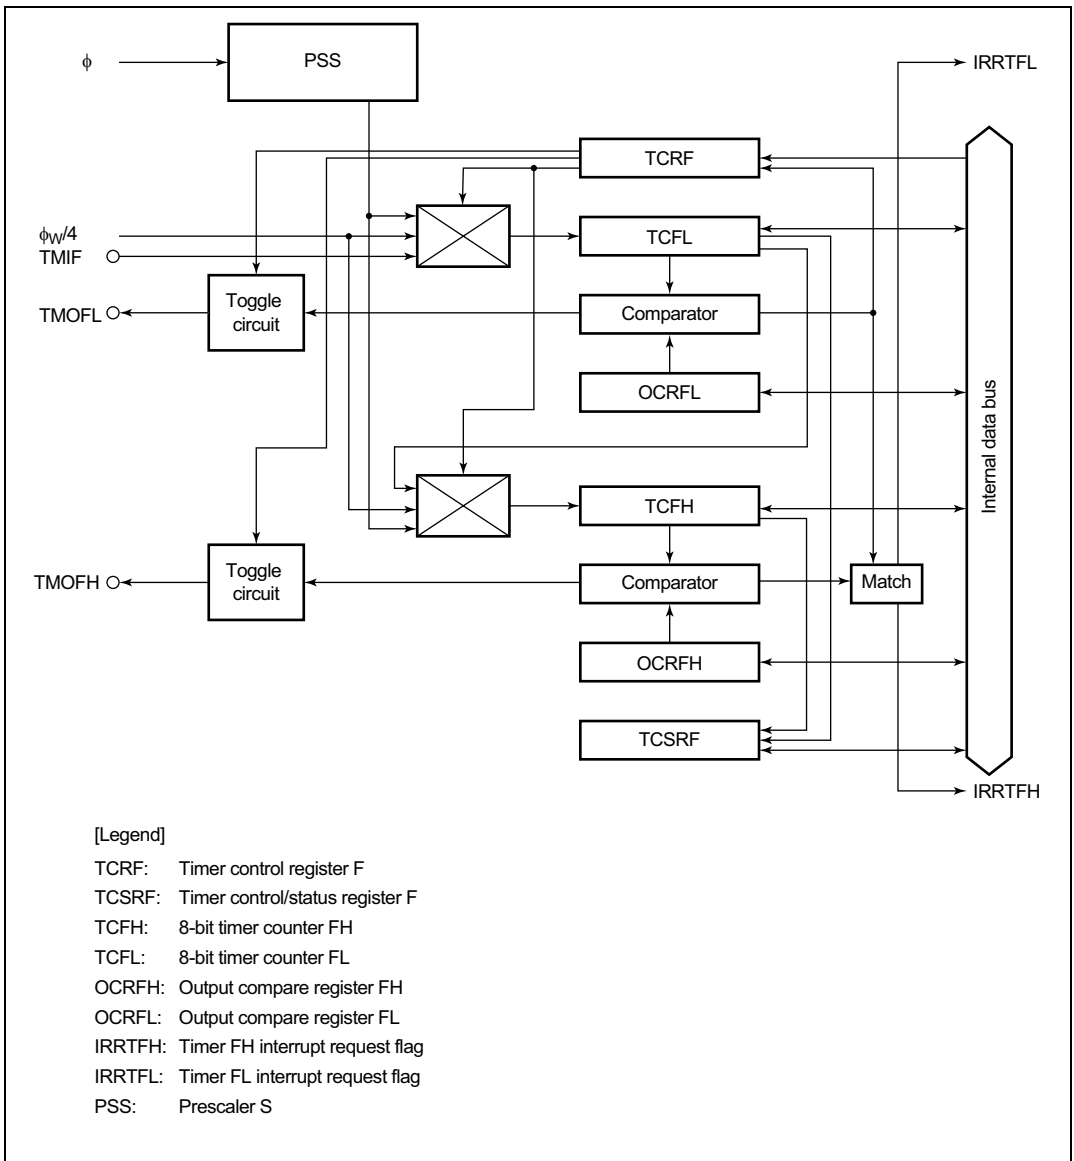 φ
PSS
IRRTFL
TCRF
φW/4
TMIF
TCFL
TMOFL
Toggle
circuit
Comparator
OCRFL
Internal data bus
TCFH
TMOFH
Toggle
circuit
Comparator
Match
OCRFH
TCSRF
IRRTFH
[Legend]
TCRF: Timer control register F
TCSRF: Timer control/status register F
TCFH: 8-bit timer counter FH
TCFL: 8-bit timer counter FL
OCRFH: Output compare register FH
OCRFL: Output compare register FL
IRRTFH: Timer FH interrupt request flag
IRRTFL: Timer FL interrupt request flag
PSS: Prescaler S